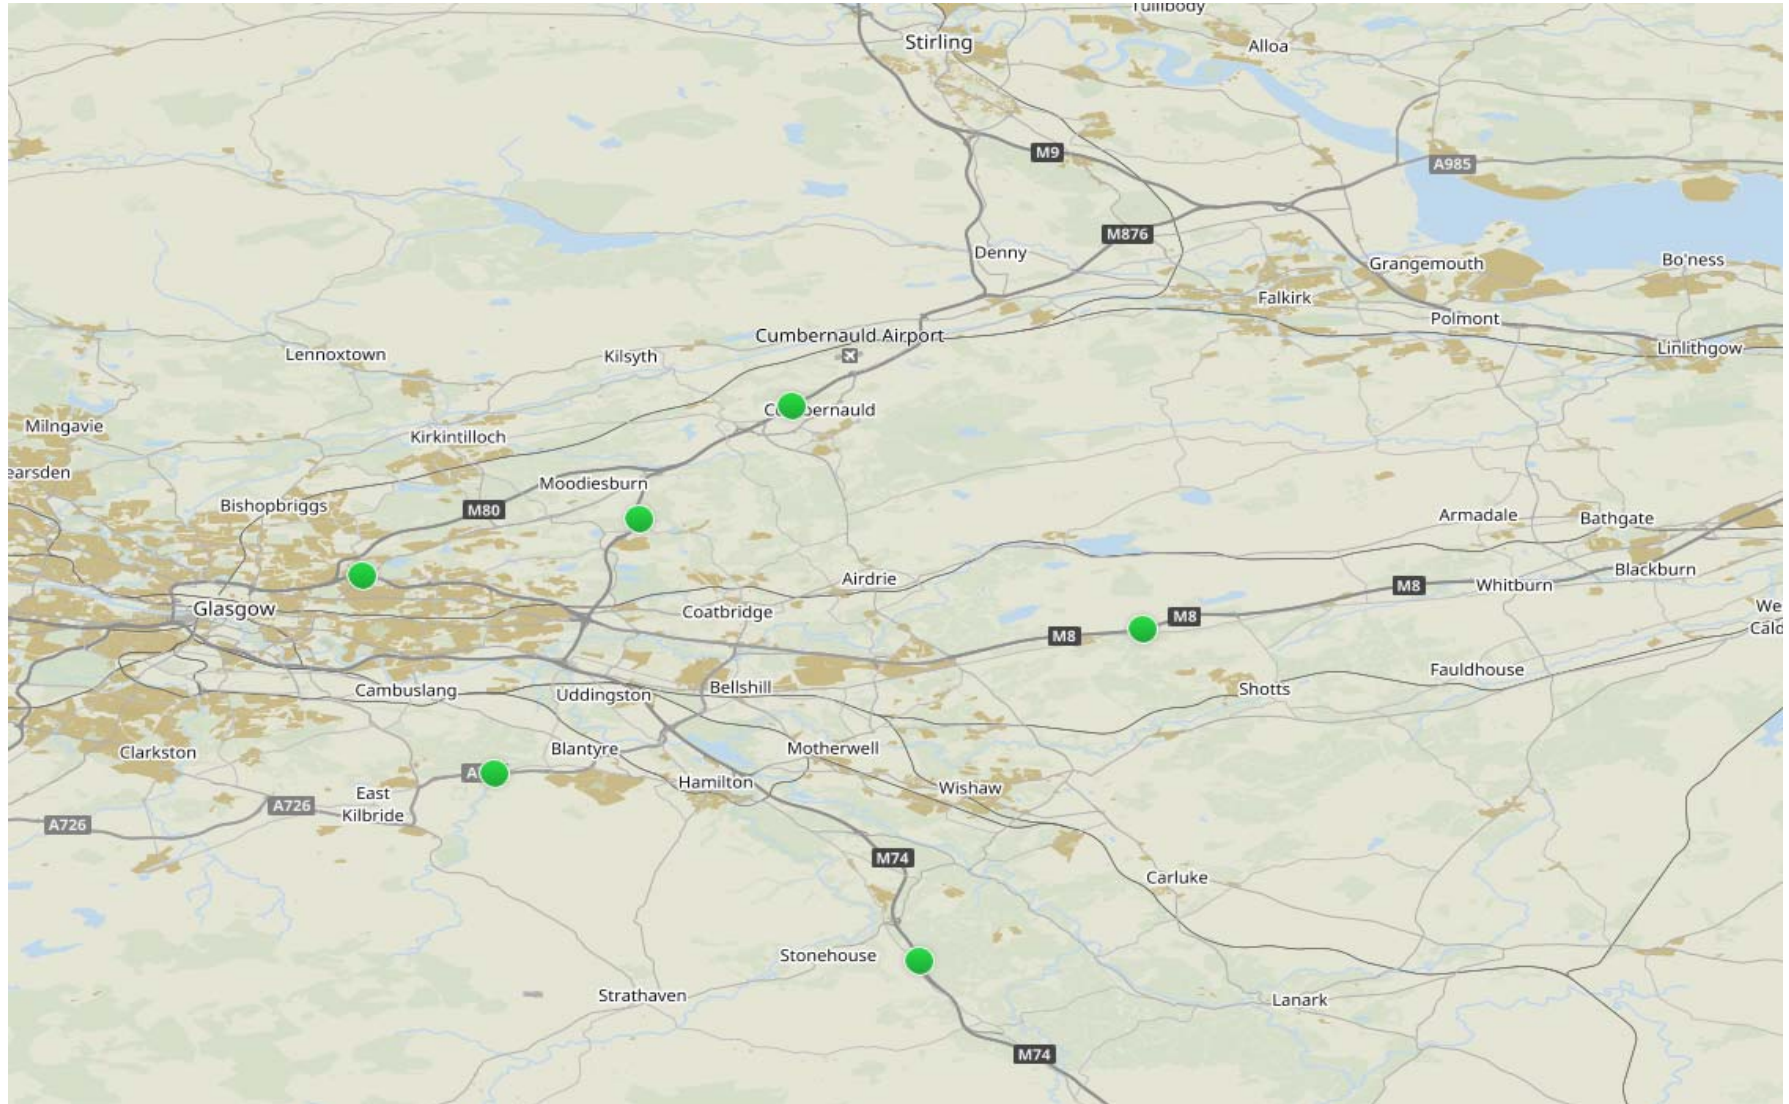 Tullibody
Stirling
Alloa
M9
A985
M876
Denny
Grangemouth
Bo'ness
Falkirk
Polmont
Cumbernauld Airport
Linlithgow
Lennoxtown
Kilsyth
Milngavie
Kirkintilloch
earsden
Moodiesburn
Bishopbriggs
M80
Armadale
Bathgate
Airdrie
Blackburn
M8
Whitburn
Glasgow
Coatbridge
M8
M8
We
Cald
Fauldhouse
Cambuslang
Uddingston
Bellshill
Shotts
Clarkston
Blantyre
Motherwell
Hamilton
Wishaw
East
Kilbride
A726
A726
M74
Carluke
Stonehouse
Strathaven
Lanark
M74